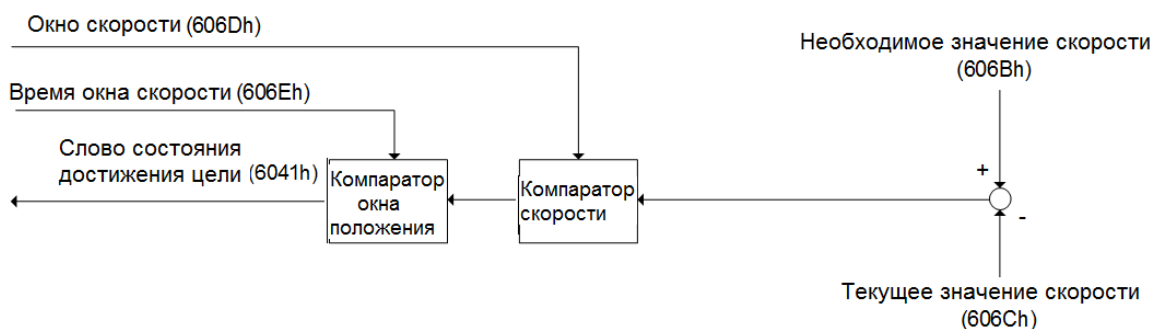 Окно скорости (606Dh)
Необходимое значение скорости
(606Bh)
Время окна скорости (606Eh)
Слово состояния
достижения цели (6041h)
Компаратор
окна
положения
Компаратор
скорости
+
-
Текущее значение скорости
(606Ch)